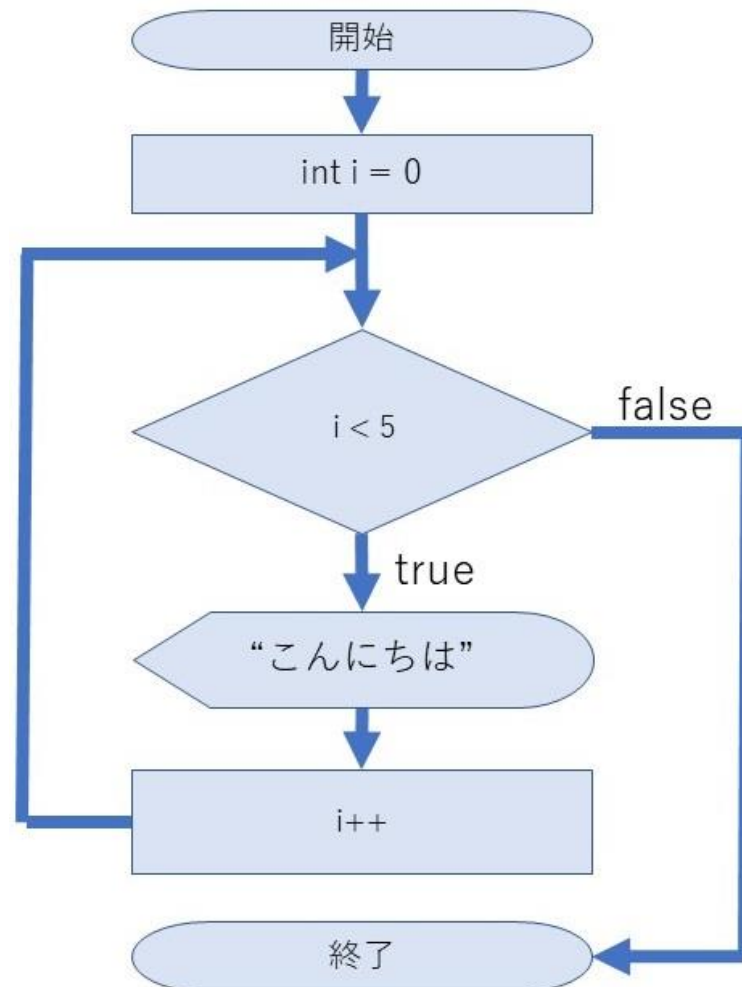 開始
int i = 0
i < 5
false
true
“こんにちは”
i++
終了